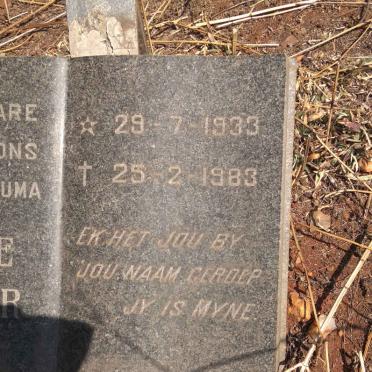 ARE
ONS
UMA
E
R
☆ 29-7-1933
† 25-2-1983
EK HET JOU BY
JOU NAAM GEROEP
JY IS MYNE